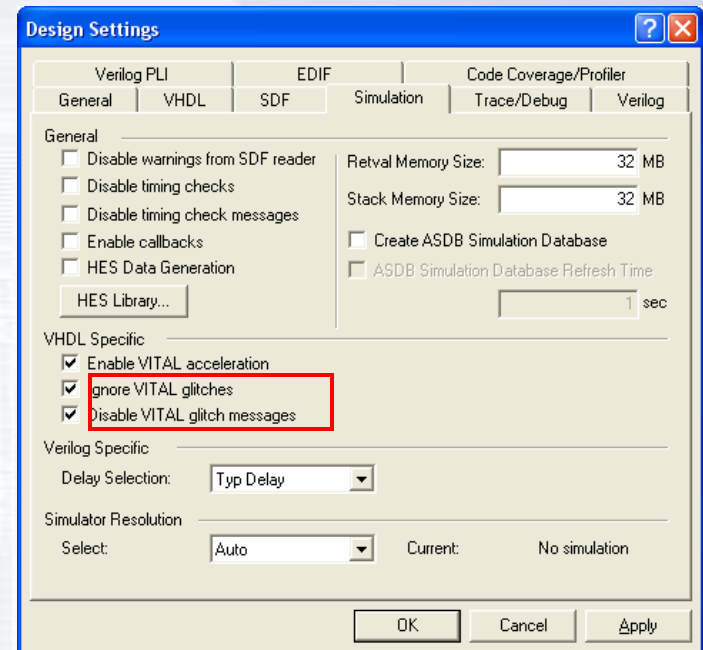 Design Settings
Verilog PLI EDIF Code Coverage/Profiler
General VHDL SDF Simulation Trace/Debug Verilog
General
Disable warnings from SDF reader
Disable timing checks
Disable timing check messages
Enable callbacks
HES Data Generation
HES Library...
Retval Memory Size: 32 MB
Stack Memory Size: 32 MB
Create ASDB Simulation Database
ASDB Simulation Database Refresh Time
1 sec
VHDL Specific
Enable VITAL acceleration
Ignore VITAL glitches
Disable VITAL glitch messages
Verilog Specific
Delay Selection: Typ Delay
Simulator Resolution
Select: Auto Current: No simulation
OK Cancel Apply